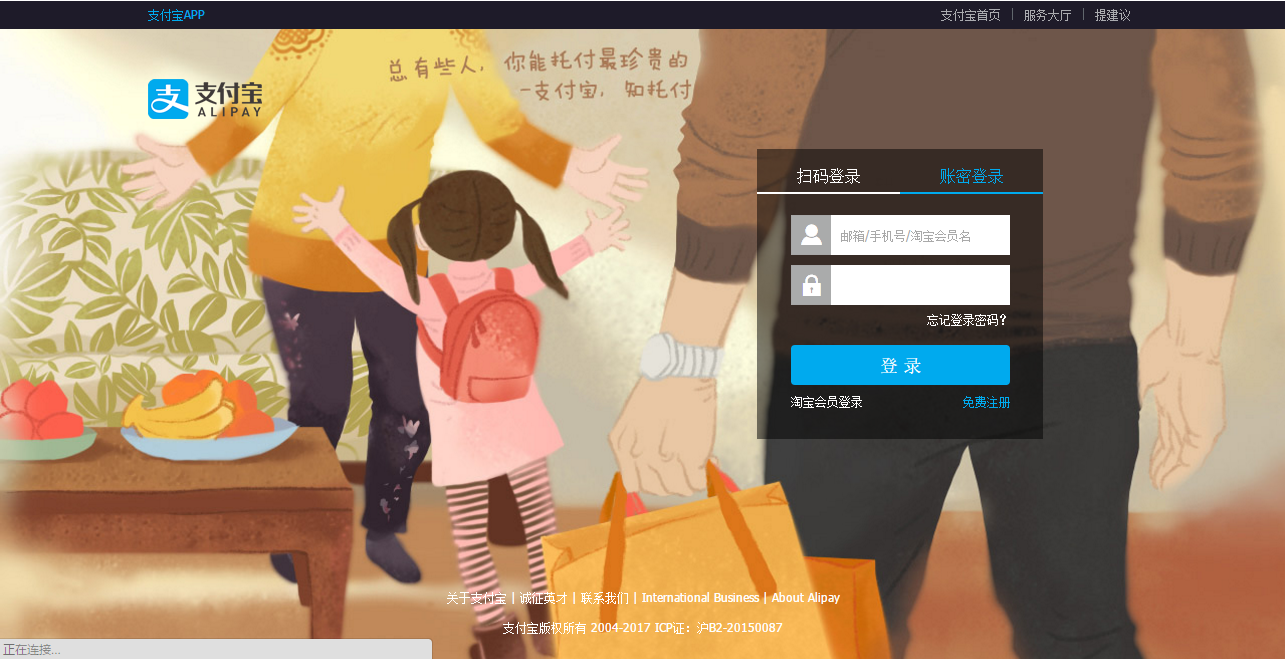 支付宝APP
支付宝首页 | 服务大厅 | 提建议
总有些人，你能托付最珍贵的
-支付宝，知托付
支 支付宝
ALIPAY
扫码登录 账密登录
邮箱/手机号/淘宝会员名
忘记登录密码？
登 录
淘宝会员登录 免费注册
关于支付宝 | 诚征英才 | 联系我们 | International Business | About Alipay
支付宝版权所有 2004-2017 ICP证：沪B2-20150087
正在连接...